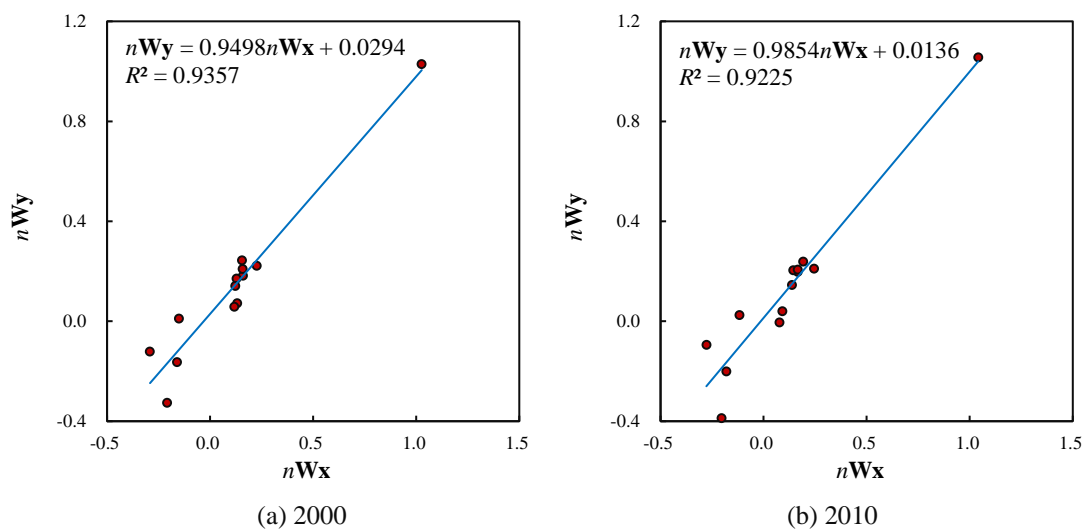 nWy = 0.9498nWx + 0.0294
R² = 0.9357
1.2
0.8
0.4
0.0
-0.4
nWy
-0.5 0.0 0.5 1.0 1.5
nWx
(a) 2000
nWy = 0.9854nWx + 0.0136
R² = 0.9225
1.2
0.8
0.4
0.0
-0.4
nWy
-0.5 0.0 0.5 1.0 1.5
nWx
(b) 2010